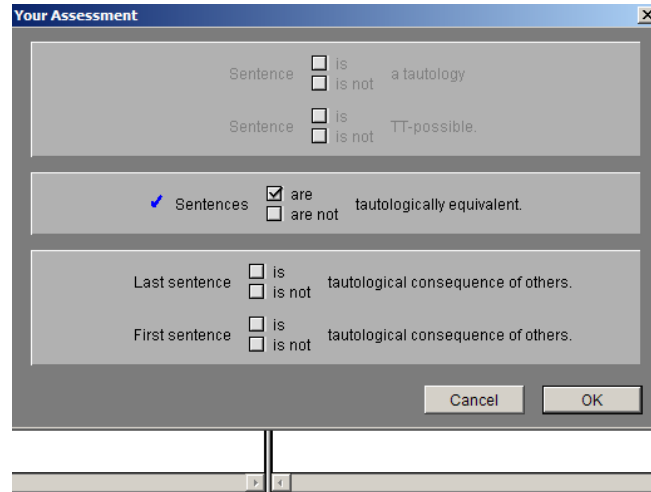 Your Assessment
Sentence is
is not a tautology
Sentence is
is not TT-possible.
Sentences are
are not tautologically equivalent.
Last sentence is
is not tautological consequence of others.
First sentence is
is not tautological consequence of others.
Cancel OK